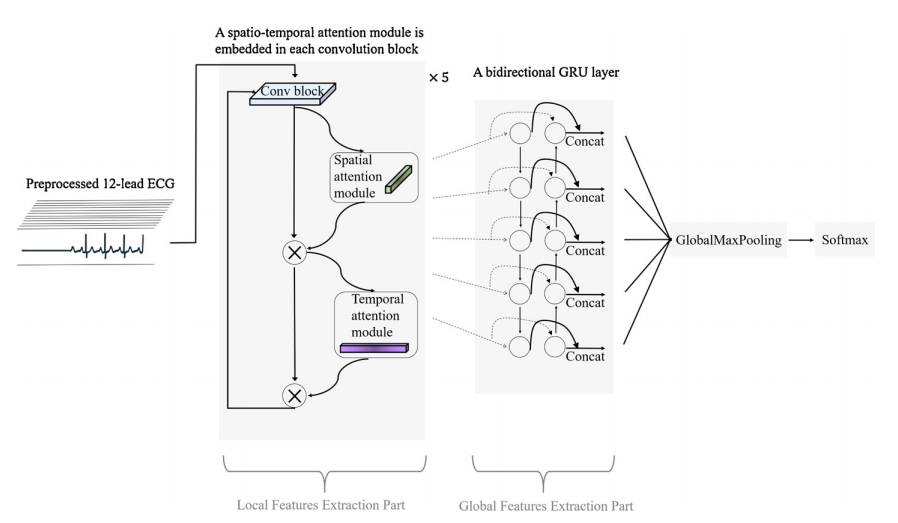 A spatio-temporal attention module is
embedded in each convolution block
× 5
A bidirectional GRU layer
Conv block
Preprocessed 12-lead ECG
Spatial
attention
module
Temporal
attention
module
Concat
Concat
Concat
Concat
Concat
GlobalMaxPooling
Softmax
Local Features Extraction Part
Global Features Extraction Part